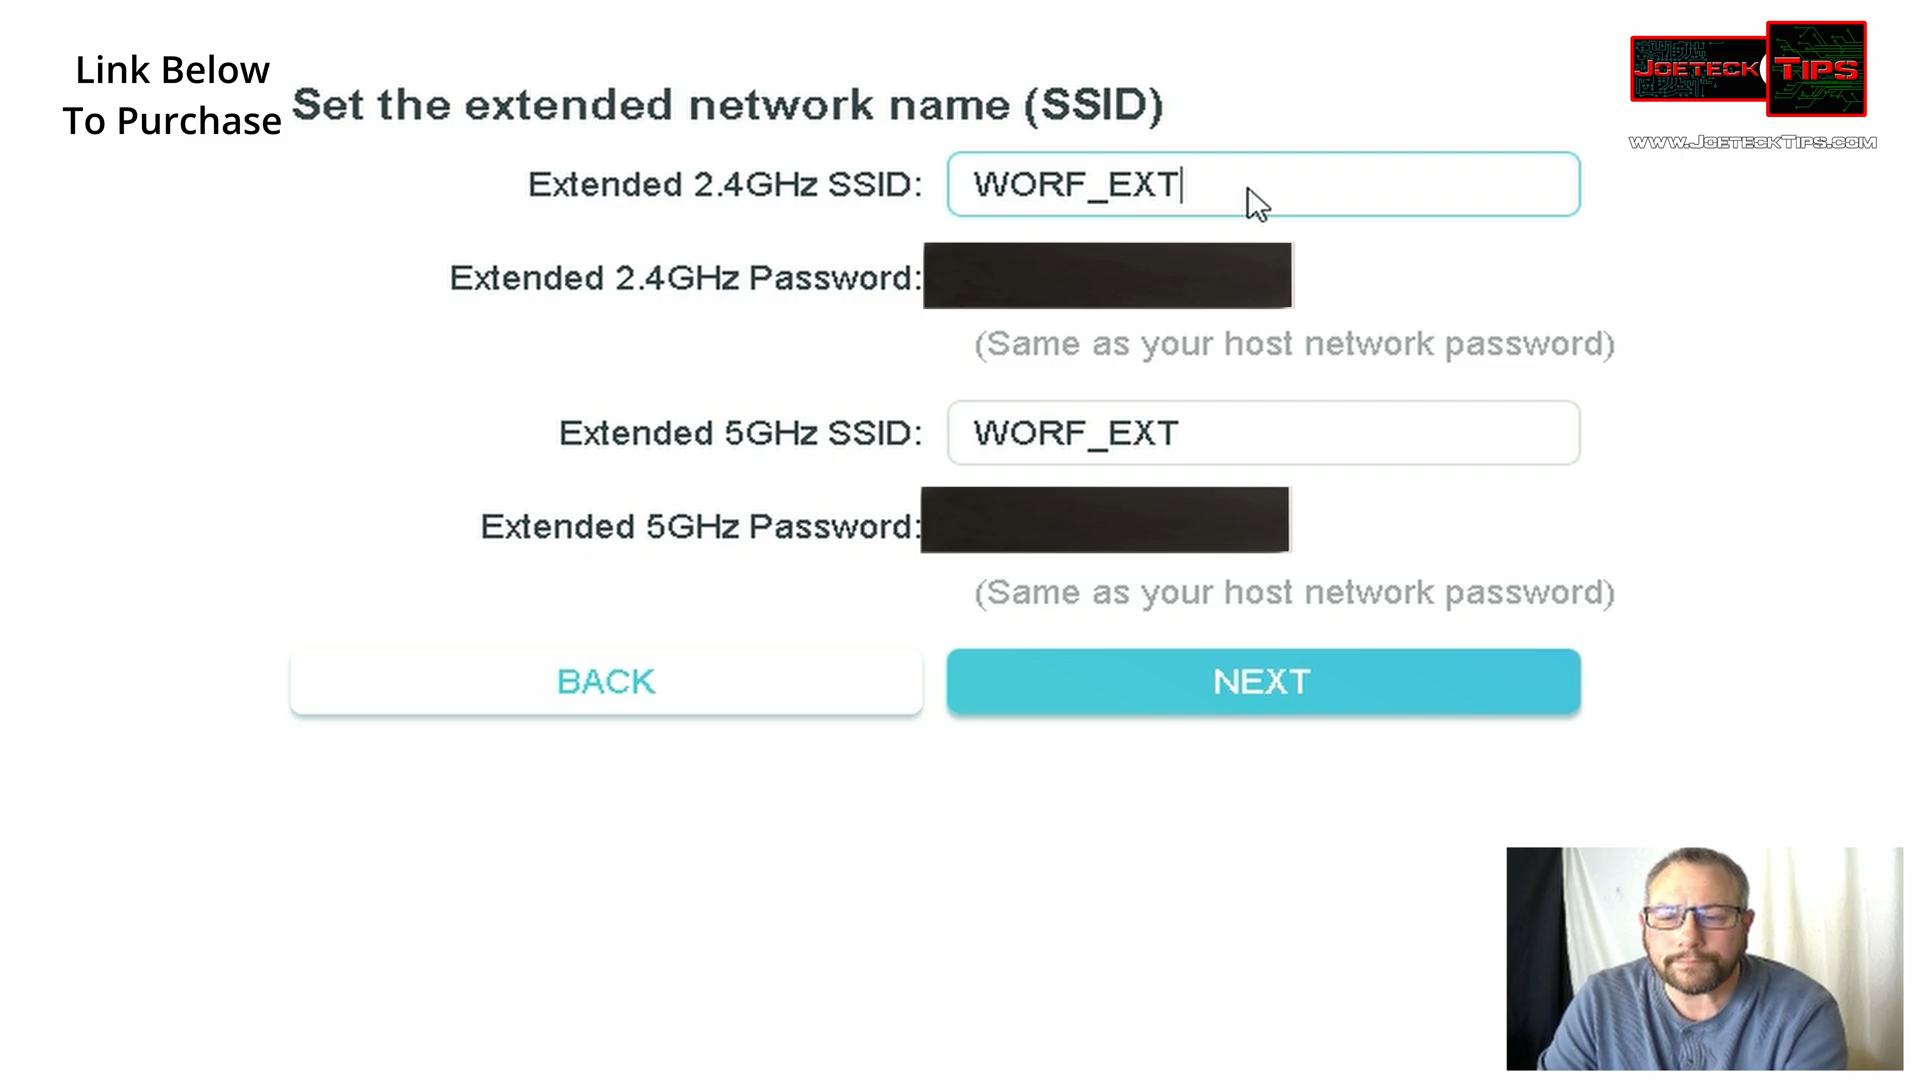 Link Below
To Purchase
JOETECK TIPS
WWW.JOETECKTIPS.COM
Set the extended network name (SSID)
Extended 2.4GHz SSID: WORF_EXT
Extended 2.4GHz Password:
(Same as your host network password)
Extended 5GHz SSID: WORF_EXT
Extended 5GHz Password:
(Same as your host network password)
BACK NEXT